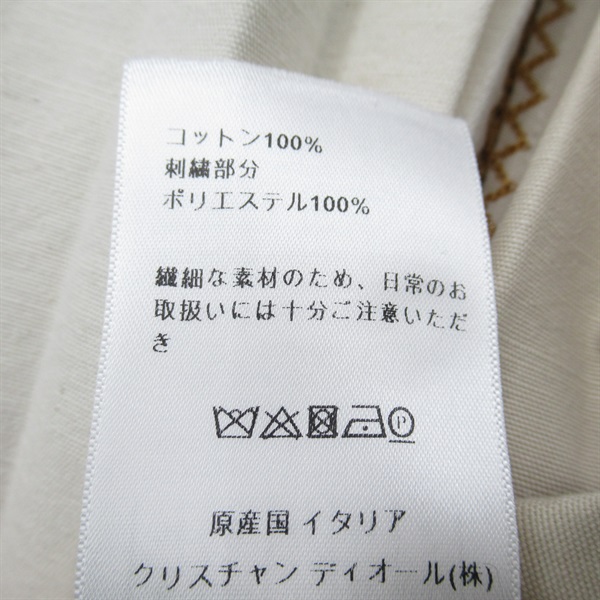 コットン100%
刺繍部分
ポリエステル100%
繊細な素材のため、日常のお
取扱いには十分ご注意いただ
き
P
原産国 イタリア
クリスチャン ディオール(株)